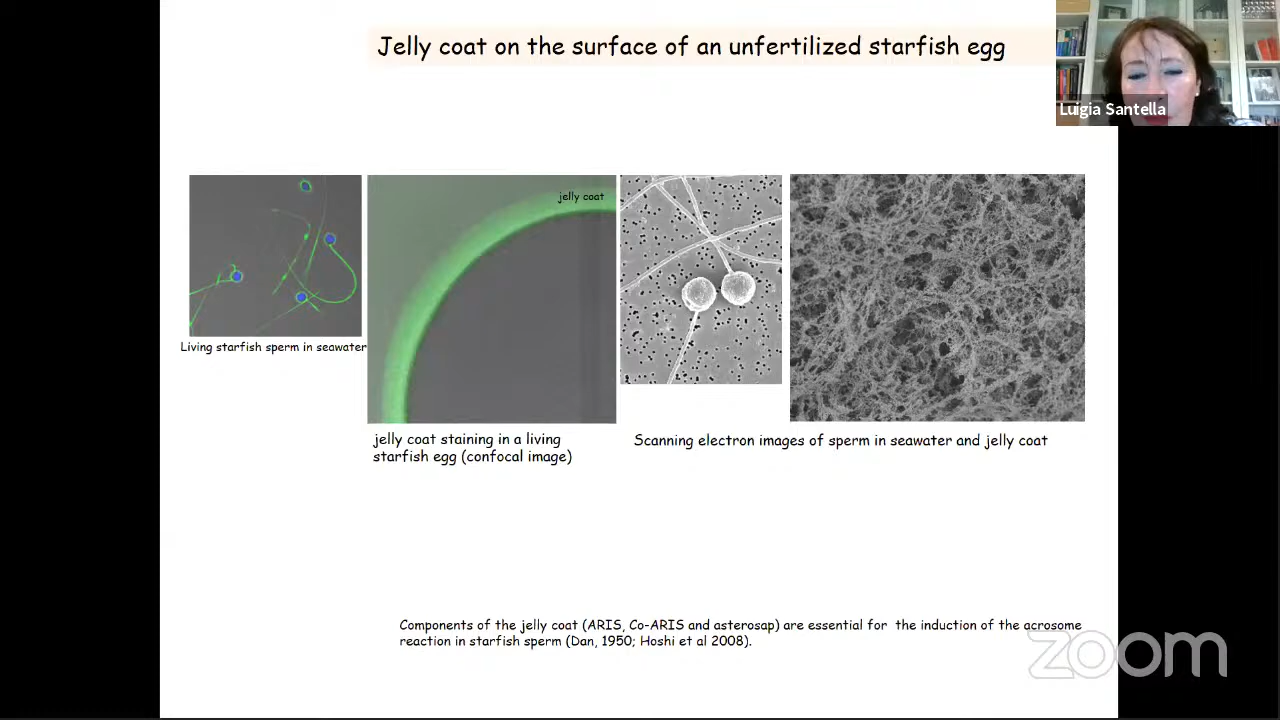 Jelly coat on the surface of an unfertilized starfish egg
Luigia Santella
jelly coat
Living starfish sperm in seawater
jelly coat staining in a living
starfish egg (confocal image)
Scanning electron images of sperm in seawater and jelly coat
Components of the jelly coat (ARIS, Co-ARIS and asterosap) are essential for the induction of the acrosome
reaction in starfish sperm (Dan, 1950; Hoshi et al 2008).
zoom